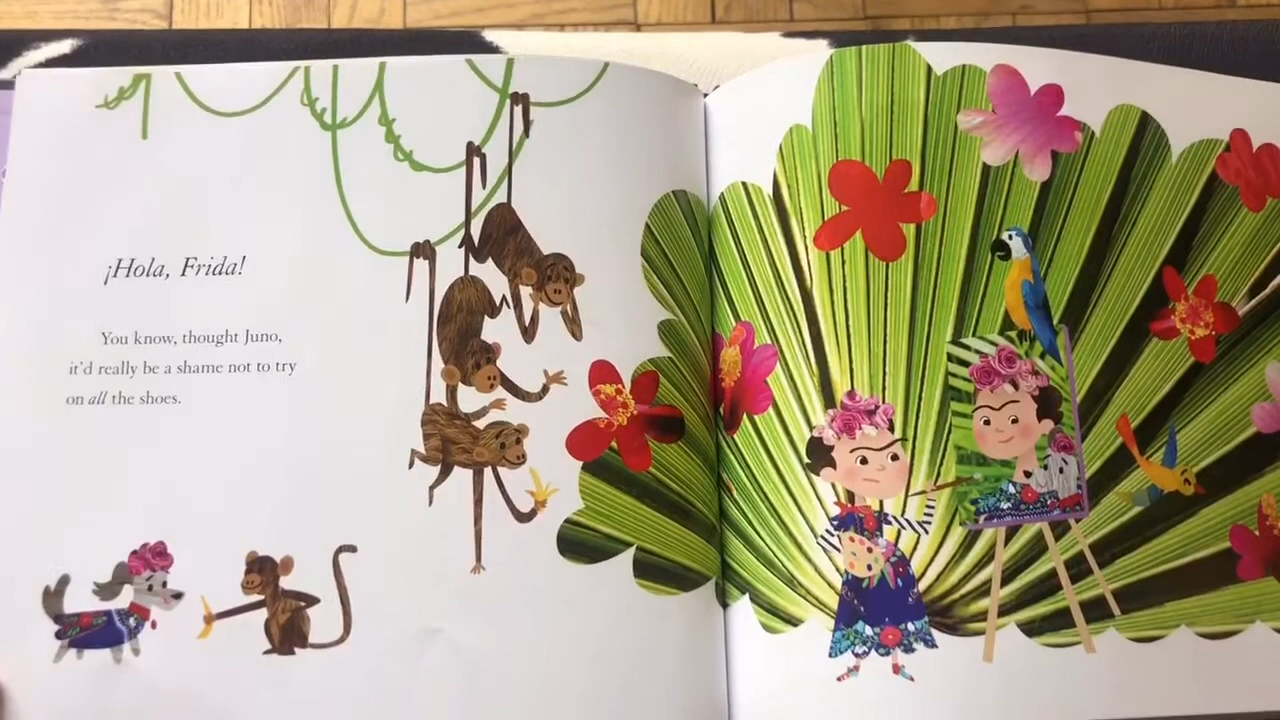 ¡Hola, Frida!
You know, thought Juno,
it'd really be a shame not to try
on all the shoes.